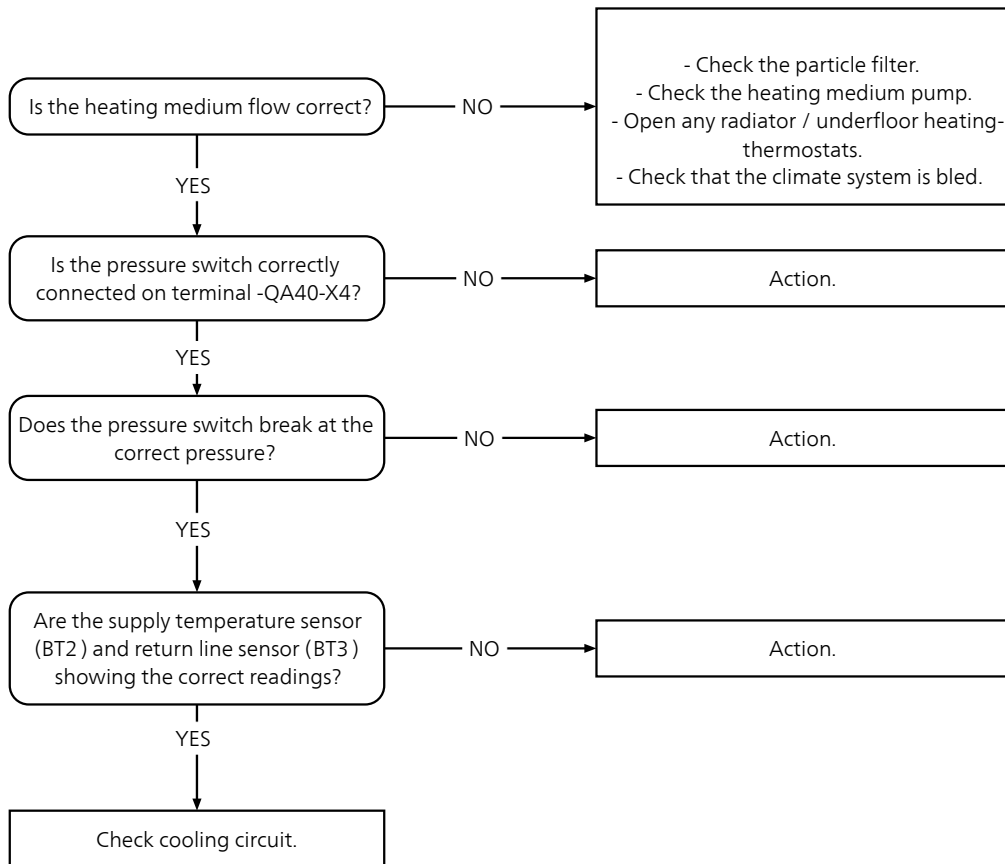 Is the heating medium flow correct?
NO
- Check the particle filter.
- Check the heating medium pump.
- Open any radiator / underfloor heating-
thermostats.
- Check that the climate system is bled.
YES
Is the pressure switch correctly
connected on terminal -QA40-X4?
NO
Action.
YES
Does the pressure switch break at the
correct pressure?
NO
Action.
YES
Are the supply temperature sensor
(BT2) and return line sensor (BT3)
showing the correct readings?
NO
Action.
YES
Check cooling circuit.